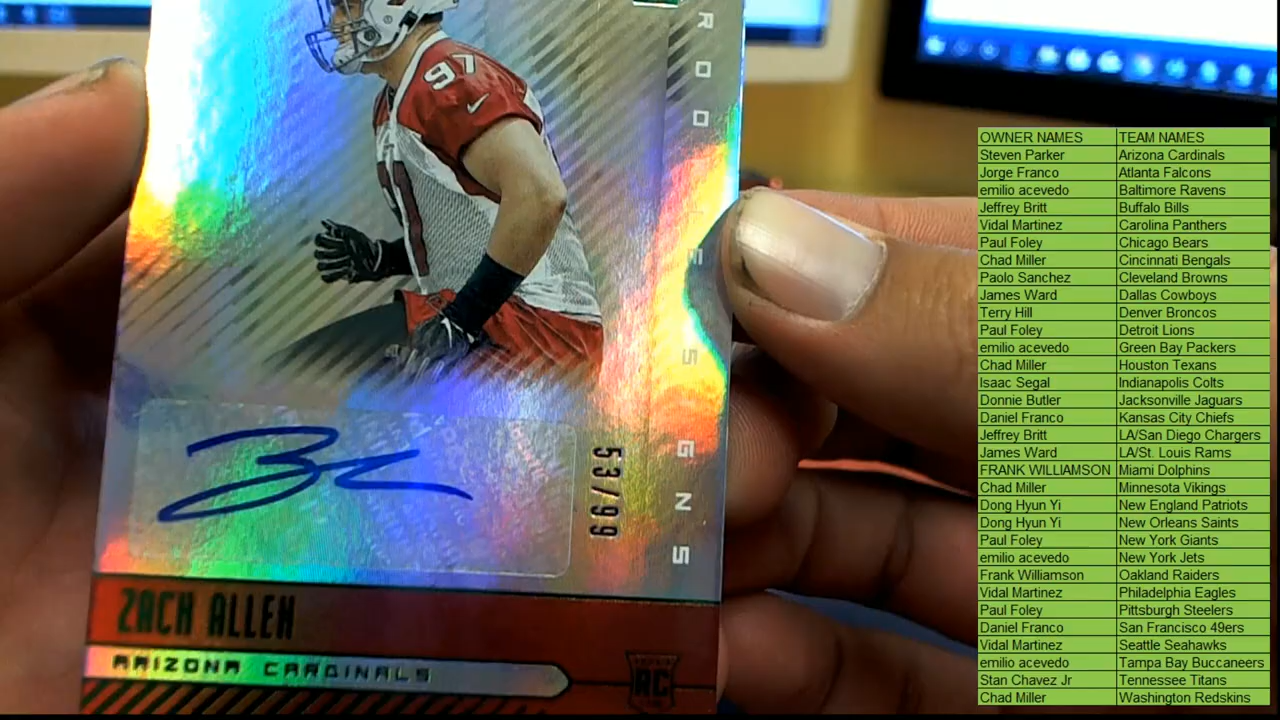 97
97
ROOKIE
SIGNS
53/99
ZACH ALLEN
ARIZONA CARDINALS
RC
OWNER NAMES TEAM NAMES
Steven Parker Arizona Cardinals
Jorge Franco Atlanta Falcons
emilio acevedo Baltimore Ravens
Jeffrey Britt Buffalo Bills
Vidal Martinez Carolina Panthers
Paul Foley Chicago Bears
Chad Miller Cincinnati Bengals
Paolo Sanchez Cleveland Browns
James Ward Dallas Cowboys
Terry Hill Denver Broncos
Paul Foley Detroit Lions
emilio acevedo Green Bay Packers
Chad Miller Houston Texans
Isaac Segal Indianapolis Colts
Donnie Butler Jacksonville Jaguars
Daniel Franco Kansas City Chiefs
Jeffrey Britt LA/San Diego Chargers
James Ward LA/St. Louis Rams
FRANK WILLIAMSON Miami Dolphins
Chad Miller Minnesota Vikings
Dong Hyun Yi New England Patriots
Dong Hyun Yi New Orleans Saints
Paul Foley New York Giants
emilio acevedo New York Jets
Frank Williamson Oakland Raiders
Vidal Martinez Philadelphia Eagles
Paul Foley Pittsburgh Steelers
Daniel Franco San Francisco 49ers
Vidal Martinez Seattle Seahawks
emilio acevedo Tampa Bay Buccaneers
Stan Chavez Jr Tennessee Titans
Chad Miller Washington Redskins